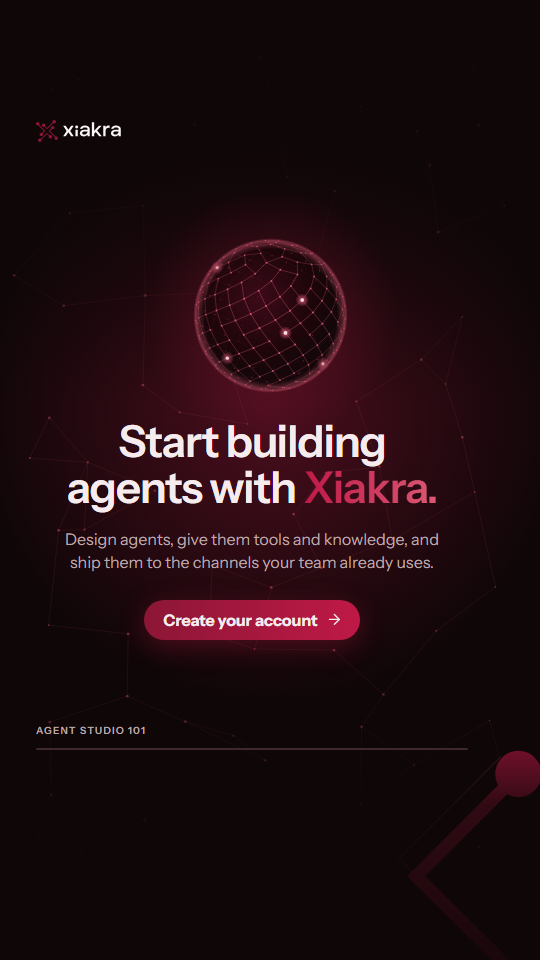 xiakra
Start building
agents with Xiakra.
Design agents, give them tools and knowledge, and
ship them to the channels your team already uses.
Create your account →
AGENT STUDIO 101